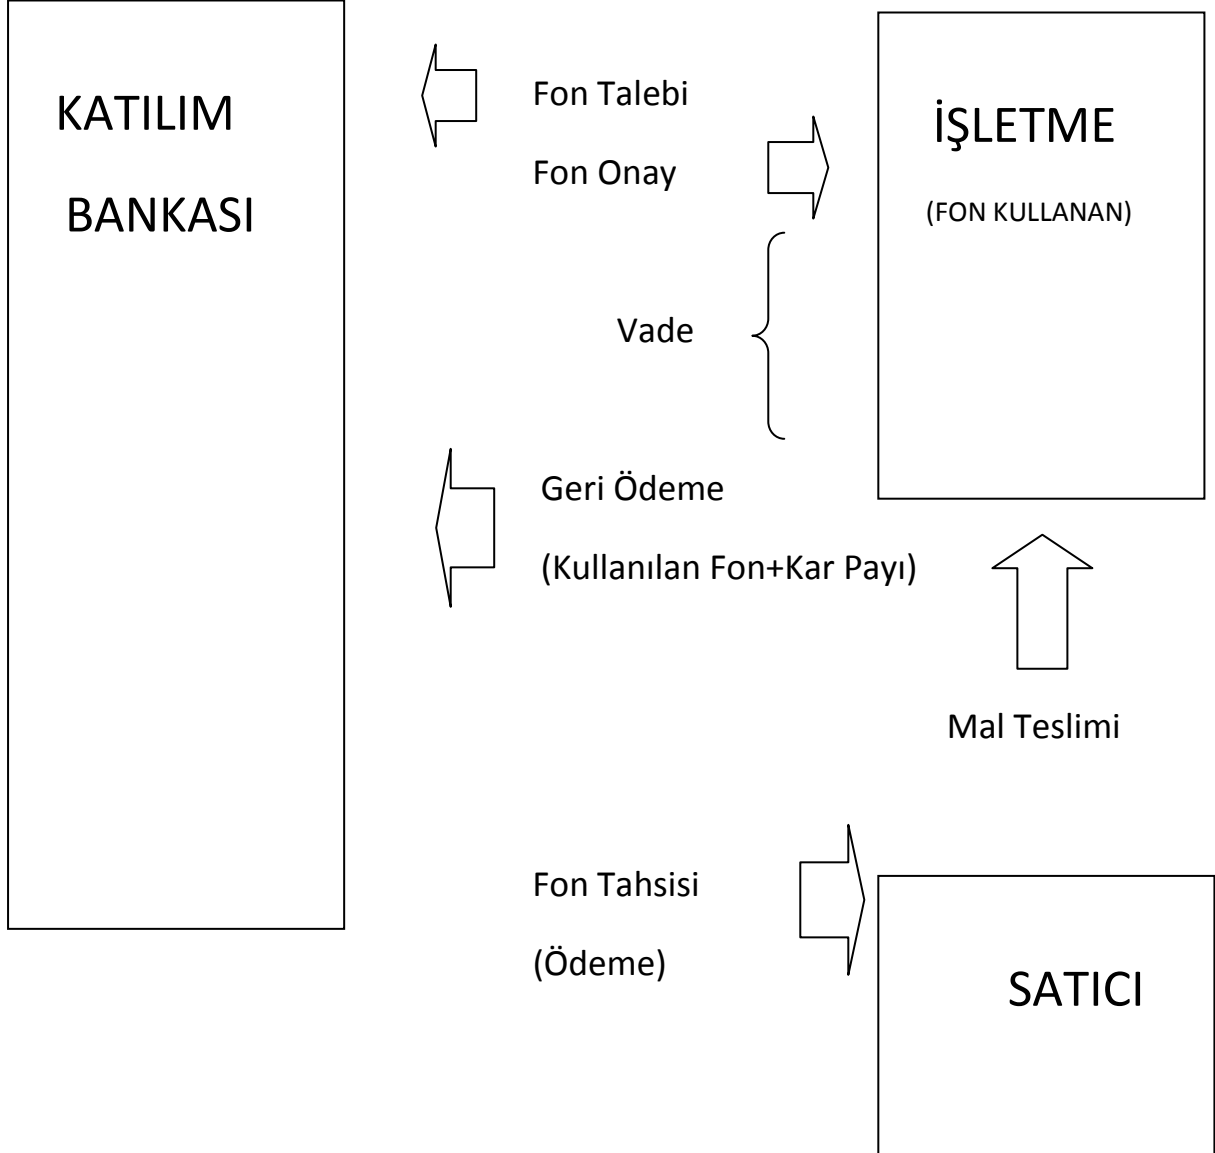 KATILIM
BANKASI
Fon Talebi
Fon Onay
İŞLETME
(FON KULLANAN)
Vade
Geri Ödeme
(Kullanılan Fon+Kar Payı)
Mal Teslimi
Fon Tahsisi
(Ödeme)
SATICI